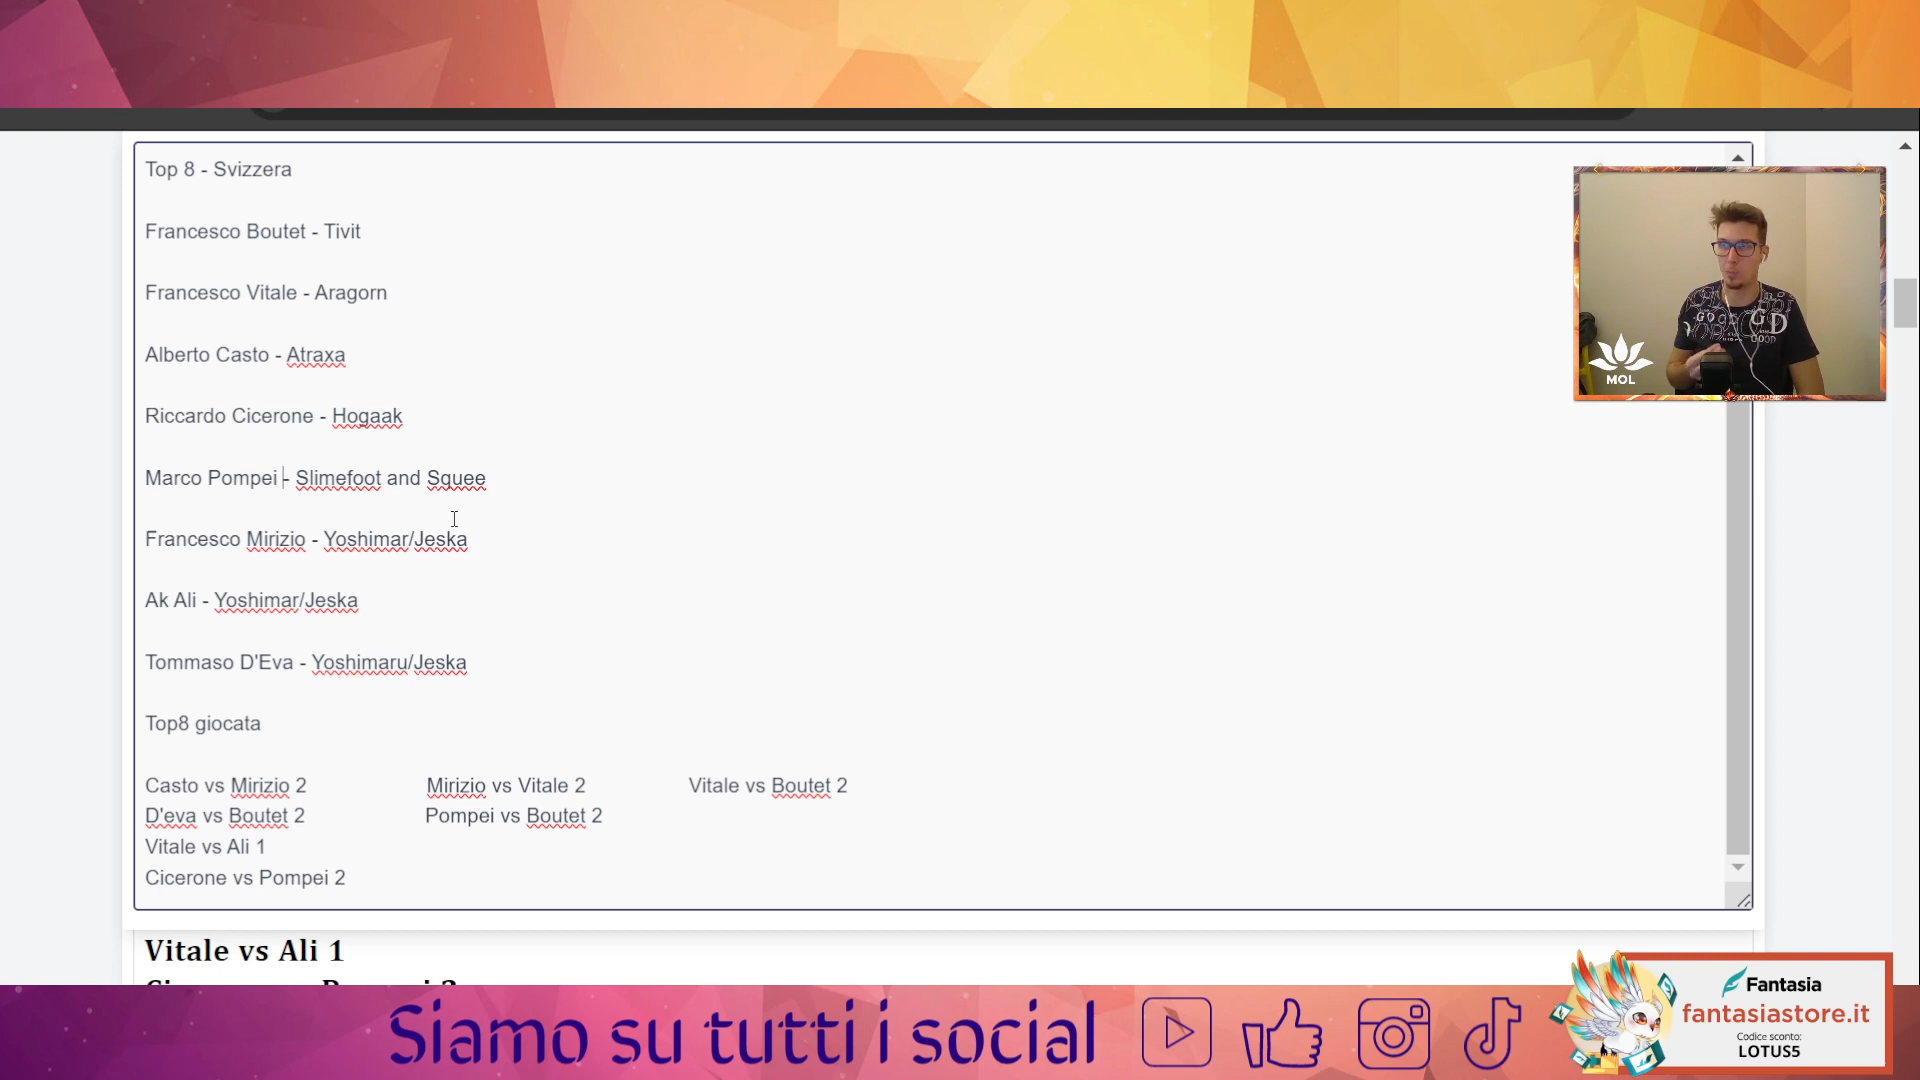 Top 8 - Svizzera
Francesco Boutet - Tivit
Francesco Vitale - Aragorn
Alberto Casto - Atraxa
Riccardo Cicerone - Hogaak
Marco Pompei - Slimefoot and Squee
Francesco Mirizio - Yoshimar/Jeska
Ak Ali - Yoshimar/Jeska
Tommaso D'Eva - Yoshimaru/Jeska
Top8 giocata
Casto vs Mirizio 2 Mirizio vs Vitale 2 Vitale vs Boutet 2
D'eva vs Boutet 2 Pompei vs Boutet 2
Vitale vs Ali 1
Cicerone vs Pompei 2
Vitale vs Ali 1
MOL
GOOD
GD
GOOD
Siamo su tutti i social
Fantasia
fantasiastore.it
Codice sconto:
LOTUS5